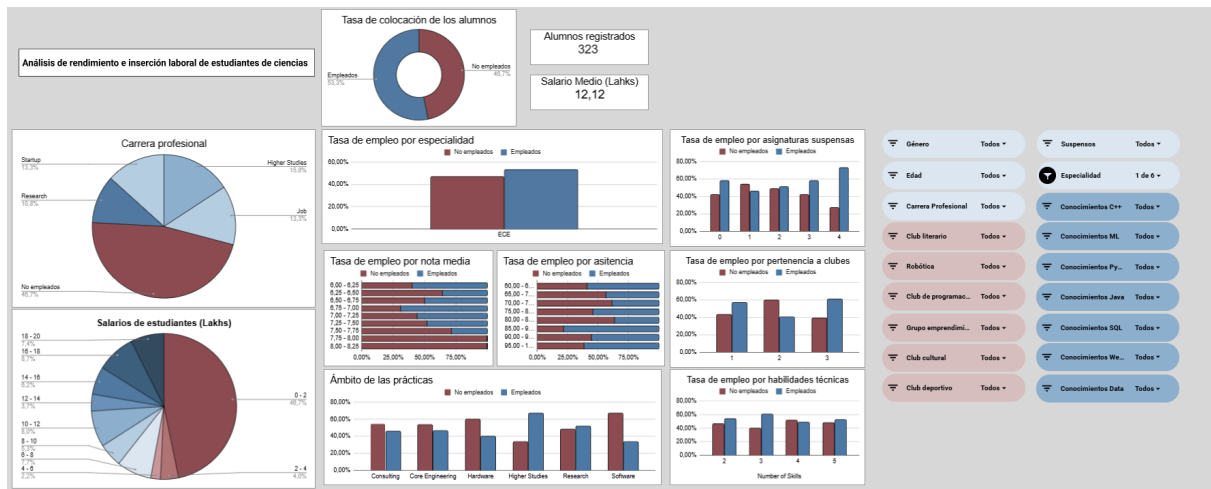 Análisis de rendimiento e inserción laboral de estudiantes de ciencias
Tasa de colocación de los alumnos
Empleados
53,3%
No empleados
46,7%
Alumnos registrados
323
Salario Medio (Lahks)
12,12
Carrera profesional
Startup
13,3%
Higher Studies
15,8%
Research
10,8%
Job
13,3%
No empleados
46,7%
Salarios de estudiantes (Lakhs)
18 - 20
7,4%
16 - 18
8,7%
14 - 16
6,2%
12 - 14
3,7%
10 - 12
8,0%
8 - 10
5,3%
6 - 8
7,7%
4 - 6
2,2%
0 - 2
46,7%
2 - 4
4,0%
Tasa de empleo por especialidad
No empleados Empleados
60,00%
40,00%
20,00%
0,00%
ECE
Tasa de empleo por nota media
No empleados Empleados
6,00 - 6,25
6,25 - 6,50
6,50 - 6,75
6,75 - 7,00
7,00 - 7,25
7,25 - 7,50
7,50 - 7,75
7,75 - 8,00
8,00 - 8,25
0,00% 25,00% 50,00% 75,00%
Tasa de empleo por asitencia
No empleados Empleados
60,00 - 6...
65,00 - 7...
70,00 - 7...
75,00 - 8...
80,00 - 8...
85,00 - 9...
90,00 - 9...
95,00 - 1...
0,00% 25,00% 50,00% 75,00%
Ámbito de las prácticas
No empleados Empleados
80,00%
60,00%
40,00%
20,00%
0,00%
Consulting Core Engineering Hardware Higher Studies Research Software
Tasa de empleo por asignaturas suspensas
No empleados Empleados
80,00%
60,00%
40,00%
20,00%
0,00%
0 1 2 3 4
Tasa de empleo por pertenencia a clubes
No empleados Empleados
80,00%
60,00%
40,00%
20,00%
0,00%
1 2 3
Tasa de empleo por habilidades técnicas
No empleados Empleados
80,00%
60,00%
40,00%
20,00%
0,00%
2 3 4 5
Number of Skills
Género Todos
Edad Todos
Carrera Profesional Todos
Club literario Todos
Robótica Todos
Club de programac... Todos
Grupo emprendimi... Todos
Club cultural Todos
Club deportivo Todos
Suspensos Todos
Especialidad 1 de 6
Conocimientos C++ Todos
Conocimientos ML Todos
Conocimientos Py... Todos
Conocimientos Java Todos
Conocimientos SQL Todos
Conocimientos We... Todos
Conocimientos Data Todos